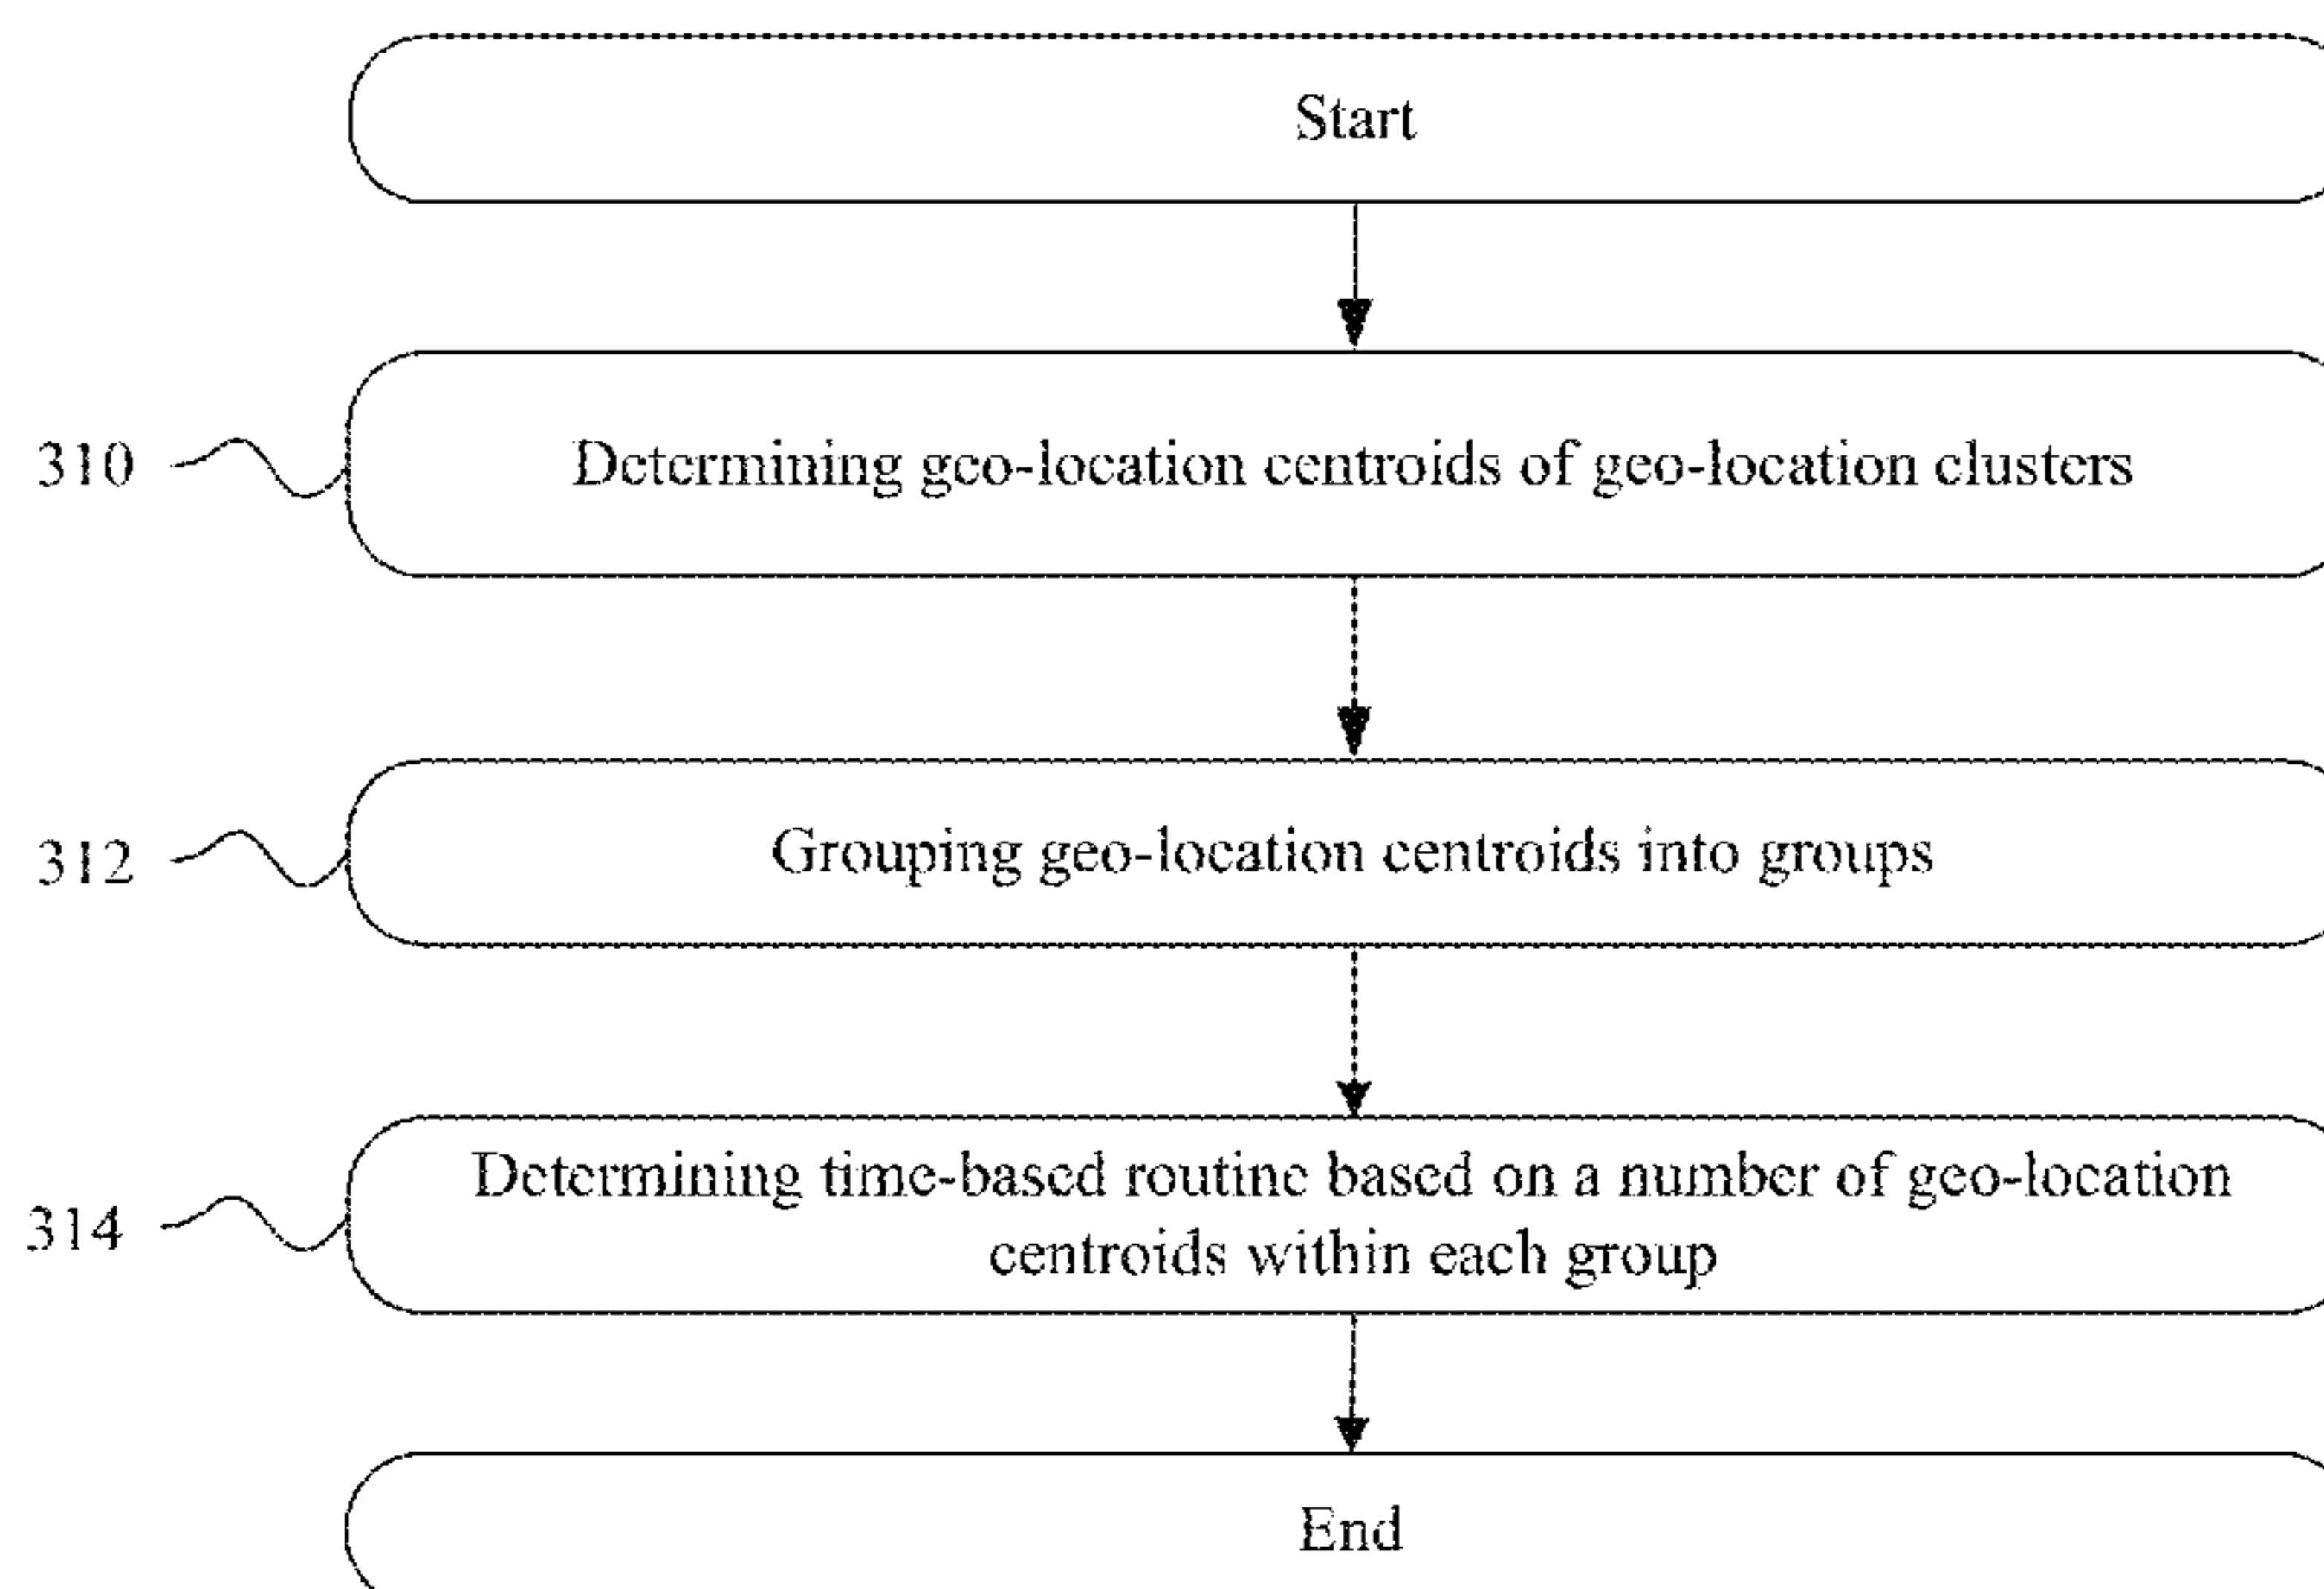 Start
310
Determining geo-location centroids of geo-location clusters
312
Grouping geo-location centroids into groups
314
Determining time-based routine based on a number of geo-location
centroids within each group
End